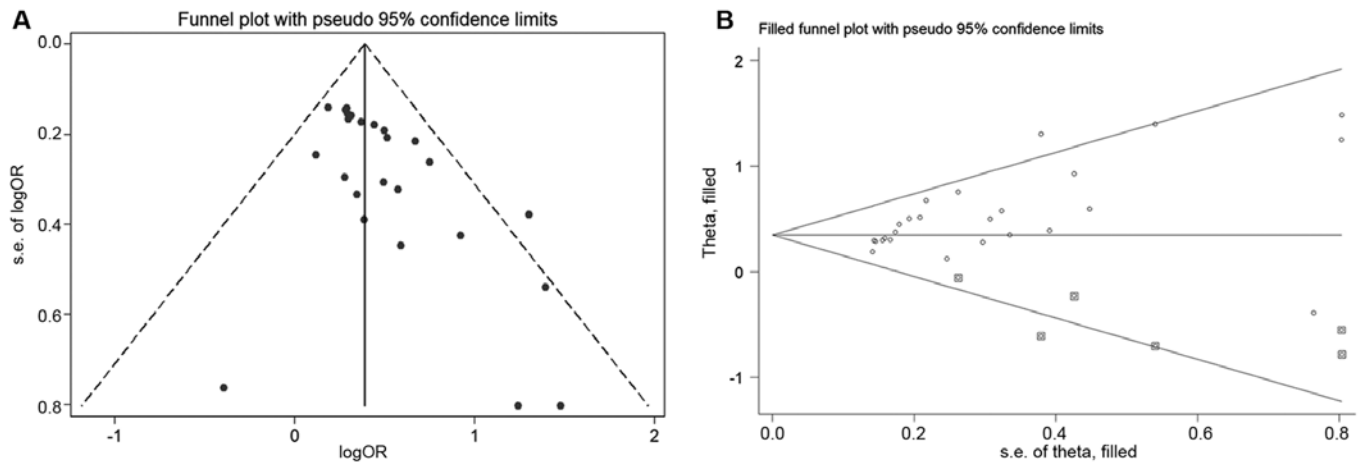 A
Funnel plot with pseudo 95% confidence limits
0.0
0.2
0.4
0.6
0.8
s.e. of logOR
-1
0
1
2
logOR
B
Filled funnel plot with pseudo 95% confidence limits
2
1
0
-1
Theta, filled
0.0
0.2
0.4
0.6
0.8
s.e. of theta, filled